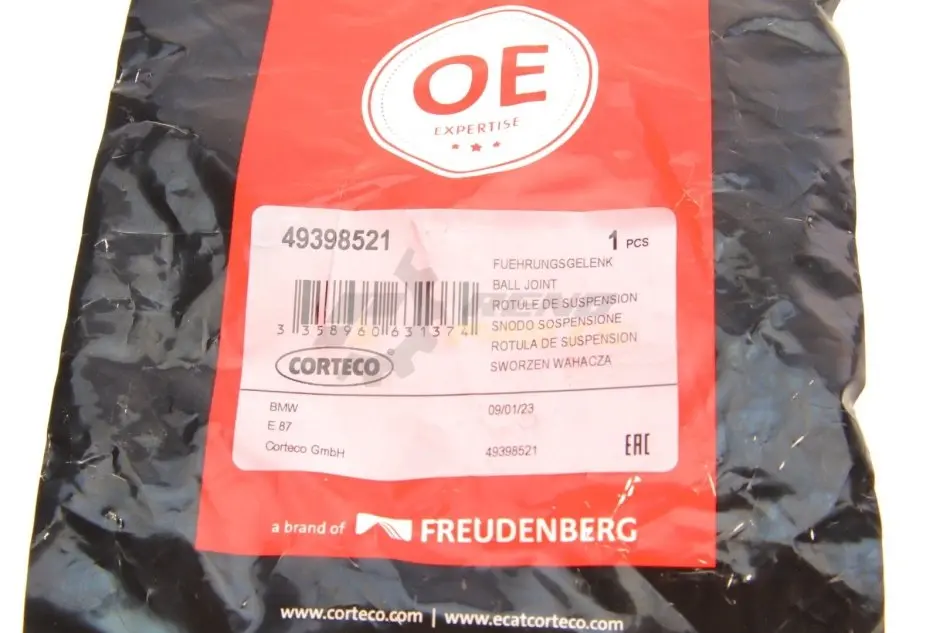 OE
EXPERTISE
49398521
1 PCS
FUEHRUNGSGELENK
BALL JOINT
ROTULE DE SUSPENSION
SNODO SOSPENSIONE
ROTULA DE SUSPENSION
SWORZEN WAHACZA
3 358960 631374
CORTECO
BMW
09/01/23
E 87
Corteco GmbH
49398521
EAC
a brand of FREUDENBERG
www.corteco.com | www.ecatcorteco.com